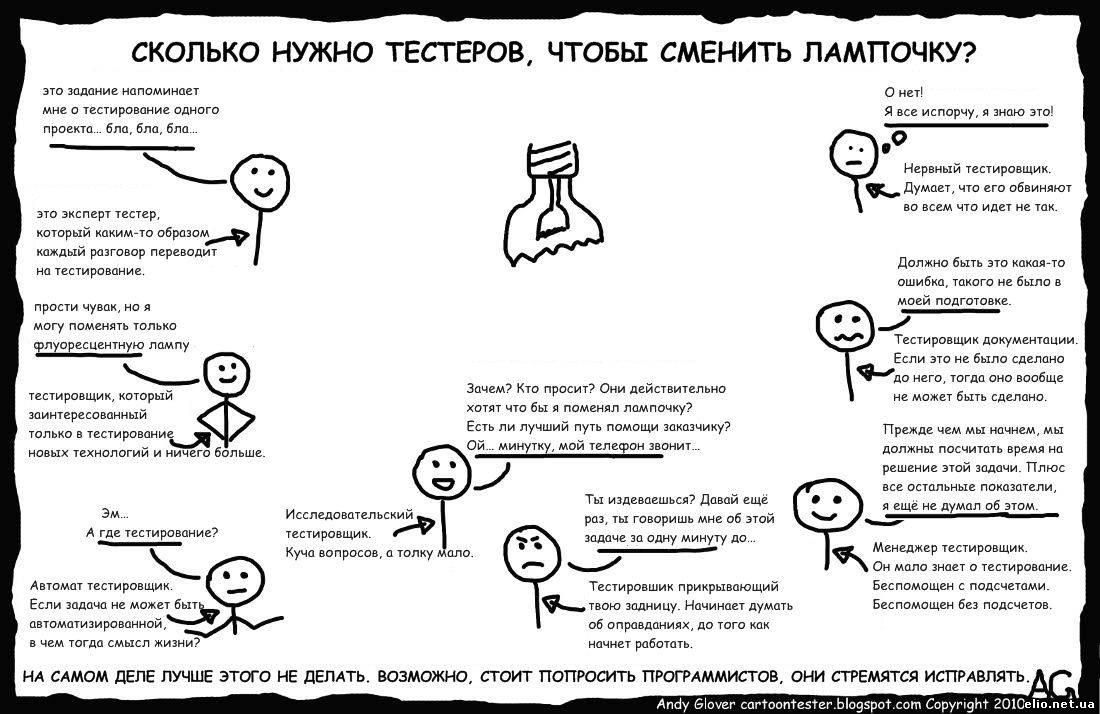 СКОЛЬКО НУЖНО ТЕСТЕРОВ, ЧТОБЫ СМЕНИТЬ ЛАМПОЧКУ?
это задание напоминает
мне о тестирование одного
проекта... бла, бла, бла...
это эксперт тестер,
который каким-то образом
каждый разговор переводит
на тестирование.
прости чувак, но я
могу поменять только
флуоресцентную лампу
тестировщик, который
заинтересованный
только в тестирование
новых технологий и ничего больше.
Эм...
А где тестирование?
Автомат тестировщик.
Если задача не может быть
автоматизированной,
в чем тогда смысл жизни?
Зачем? Кто просит? Они действительно
хотят что бы я поменял лампочку?
Есть ли лучший путь помощи заказчику?
Ой... минутку, мой телефон звонит...
Исследовательский
тестировщик.
Куча вопросов, а толку мало.
Ты издеваешься? Давай ещё
раз, ты говоришь мне об этой
задаче за одну минуту до...
Тестировшик прикрывающий
твою задницу. Начинает думать
об оправданиях, до того как
начнет работать.
О нет!
Я все испорчу, я знаю это!
Нервный тестировщик.
Думает, что его обвиняют
во всем что идет не так.
Должно быть это какая-то
ошибка, такого не было в
моей подготовке.
Тестировщик документации.
Если это не было сделано
до него, тогда оно вообще
не может быть сделано.
Прежде чем мы начнем, мы
должны посчитать время на
решение этой задачи. Плюс
все остальные показатели,
я ещё не думал об этом.
Менеджер тестировщик.
Он мало знает о тестирование.
Беспомощен с подсчетами.
Беспомощен без подсчетов.
НА САМОМ ДЕЛЕ ЛУЧШЕ ЭТОГО НЕ ДЕЛАТЬ. ВОЗМОЖНО, СТОИТ ПОПРОСИТЬ ПРОГРАММИСТОВ, ОНИ СТРЕМЯТСЯ ИСПРАВЛЯТЬ.
AG
Andy Glover cartoontester.blogspot.com Copyright 2010
elio.net.ua